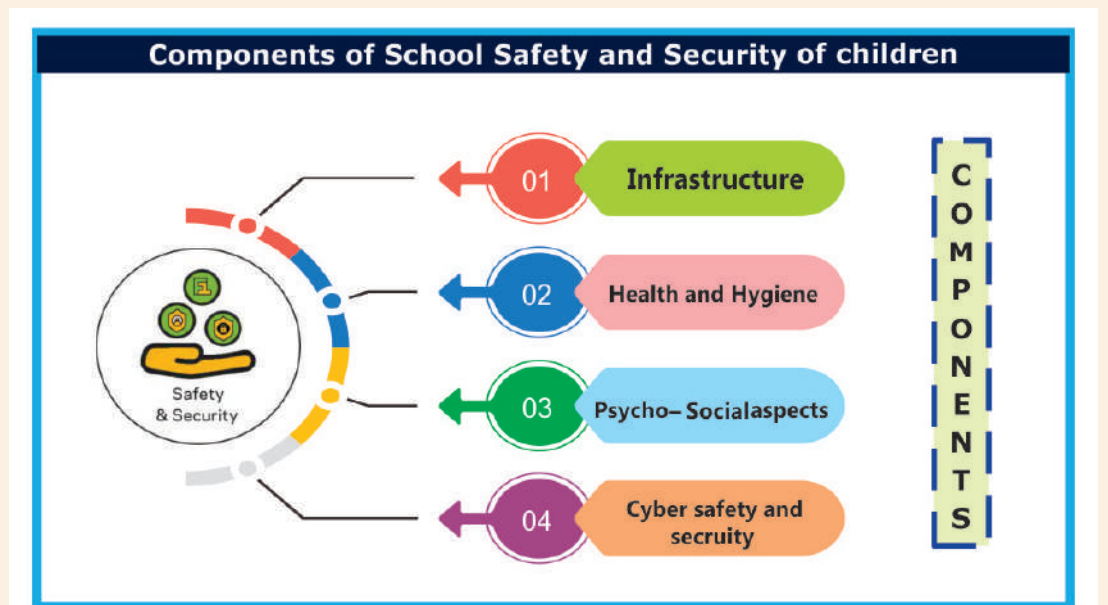 Components of School Safety and Security of children
Safety
& Security
01
Infrastructure
02
Health and Hygiene
03
Psycho– Socialaspects
04
Cyber safety and
secruity
COMPONENTS